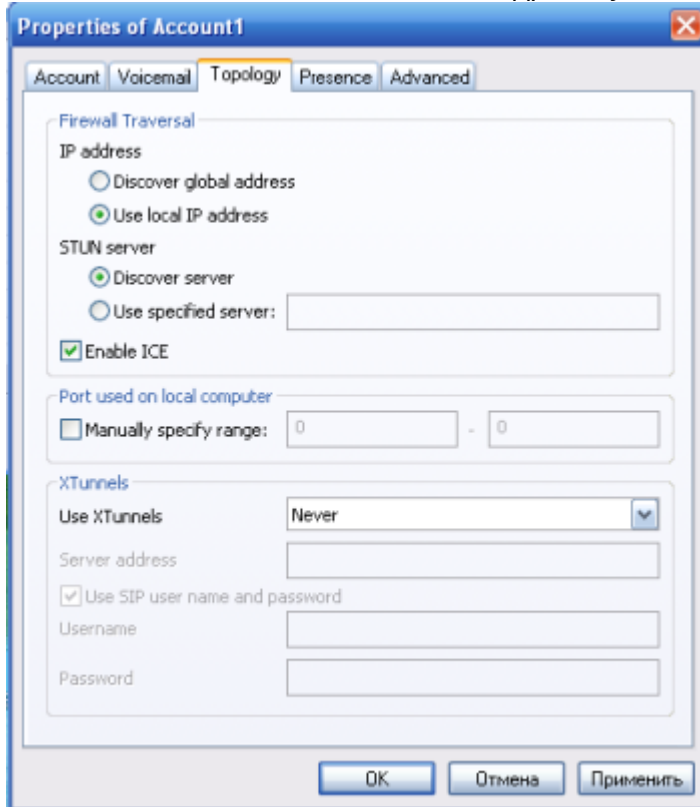 Properties of Account1
Account Voicemail Topology Presence Advanced
Firewall Traversal
IP address
Discover global address
Use local IP address
STUN server
Discover server
Use specified server:
Enable ICE
Port used on local computer
Manually specify range: 0 - 0
XTunnels
Use XTunnels Never
Server address
Use SIP user name and password
Username
Password
OK Отмена Применить